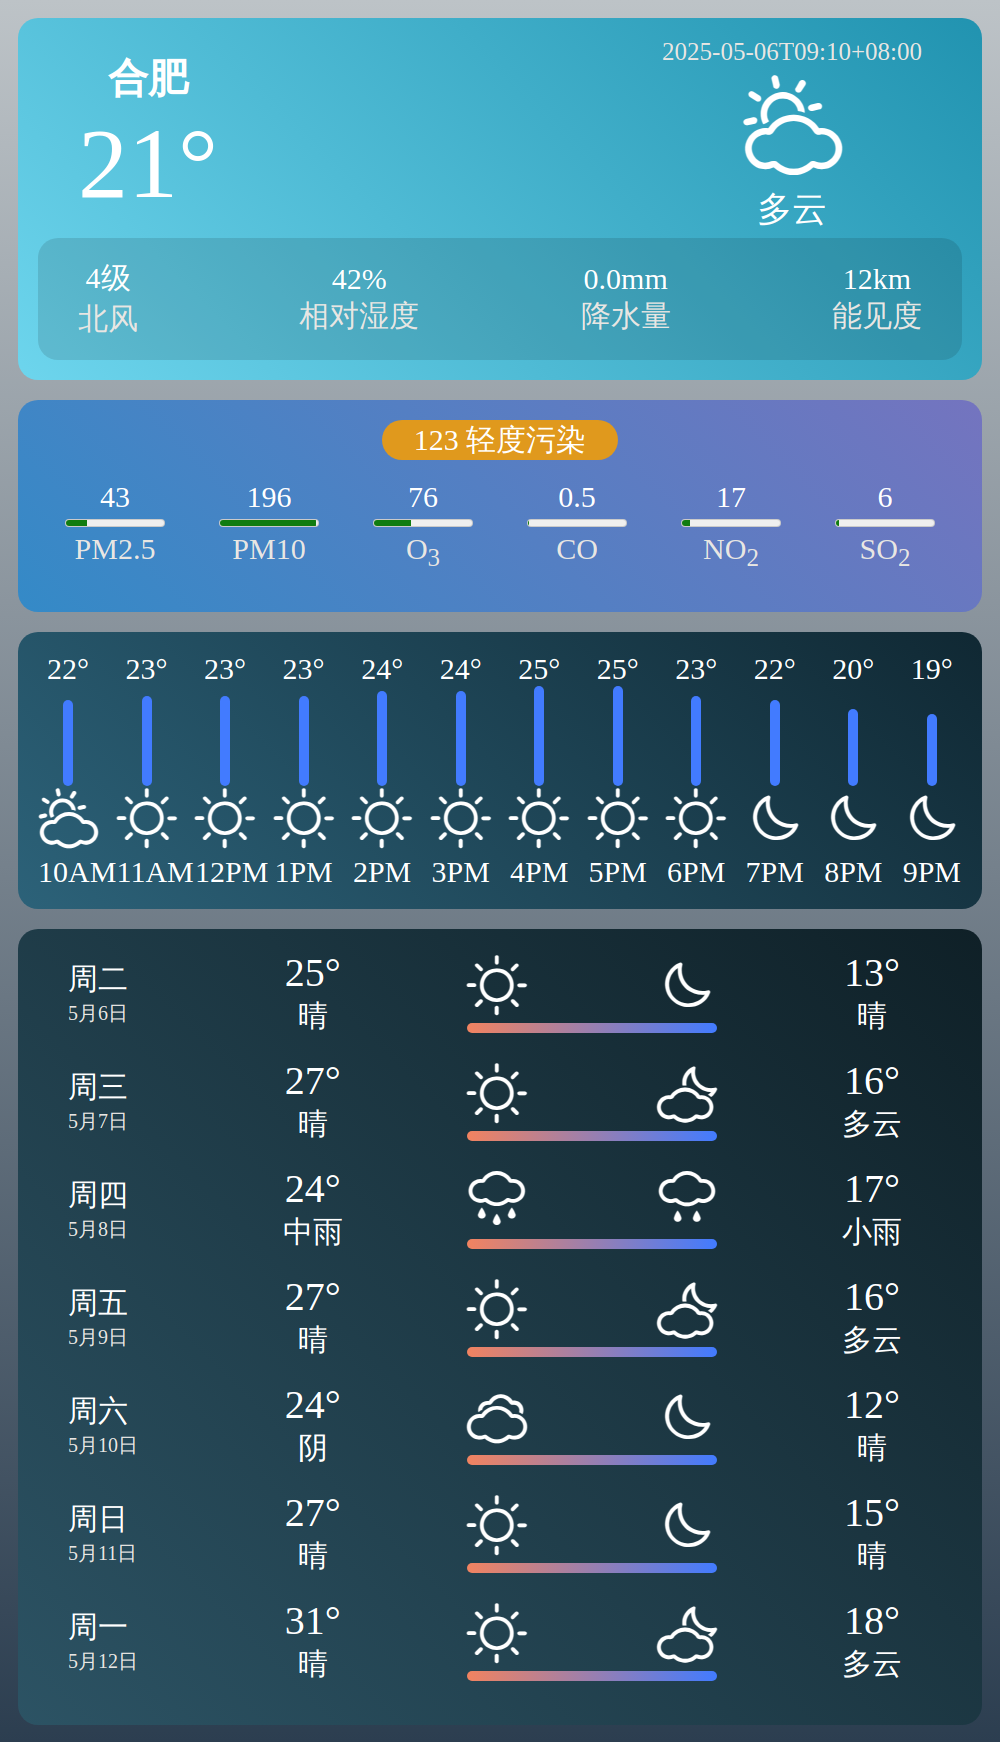 合肥
21°
2025-05-06T09:10+08:00
多云
4级 42% 0.0mm 12km
北风 相对湿度 降水量 能见度
123 轻度污染
43 196 76 0.5 17 6
PM2.5 PM10 O3 CO NO2 SO2
22° 23° 23° 23° 24° 24° 25° 25° 23° 22° 20° 19°
10AM 11AM 12PM 1PM 2PM 3PM 4PM 5PM 6PM 7PM 8PM 9PM
周二 25° 13°
5月6日 晴 晴
周三 27° 16°
5月7日 晴 多云
周四 24° 17°
5月8日 中雨 小雨
周五 27° 16°
5月9日 晴 多云
周六 24° 12°
5月10日 阴 晴
周日 27° 15°
5月11日 晴 晴
周一 31° 18°
5月12日 晴 多云